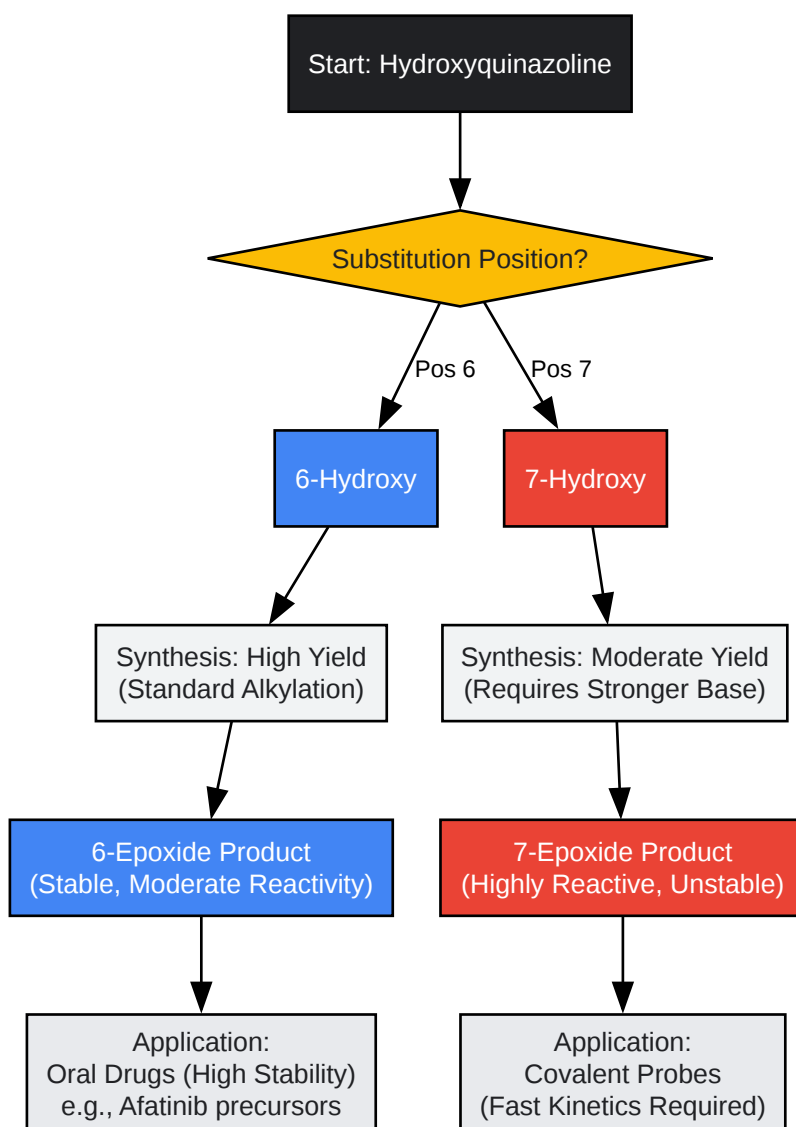 Start: Hydroxyquinazoline
Substitution Position?
Pos 6
Pos 7
6-Hydroxy
7-Hydroxy
Synthesis: High Yield
(Standard Alkylation)
Synthesis: Moderate Yield
(Requires Stronger Base)
6-Epoxide Product
(Stable, Moderate Reactivity)
7-Epoxide Product
(Highly Reactive, Unstable)
Application:
Oral Drugs (High Stability)
e.g., Afatinib precursors
Application:
Covalent Probes
(Fast Kinetics Required)